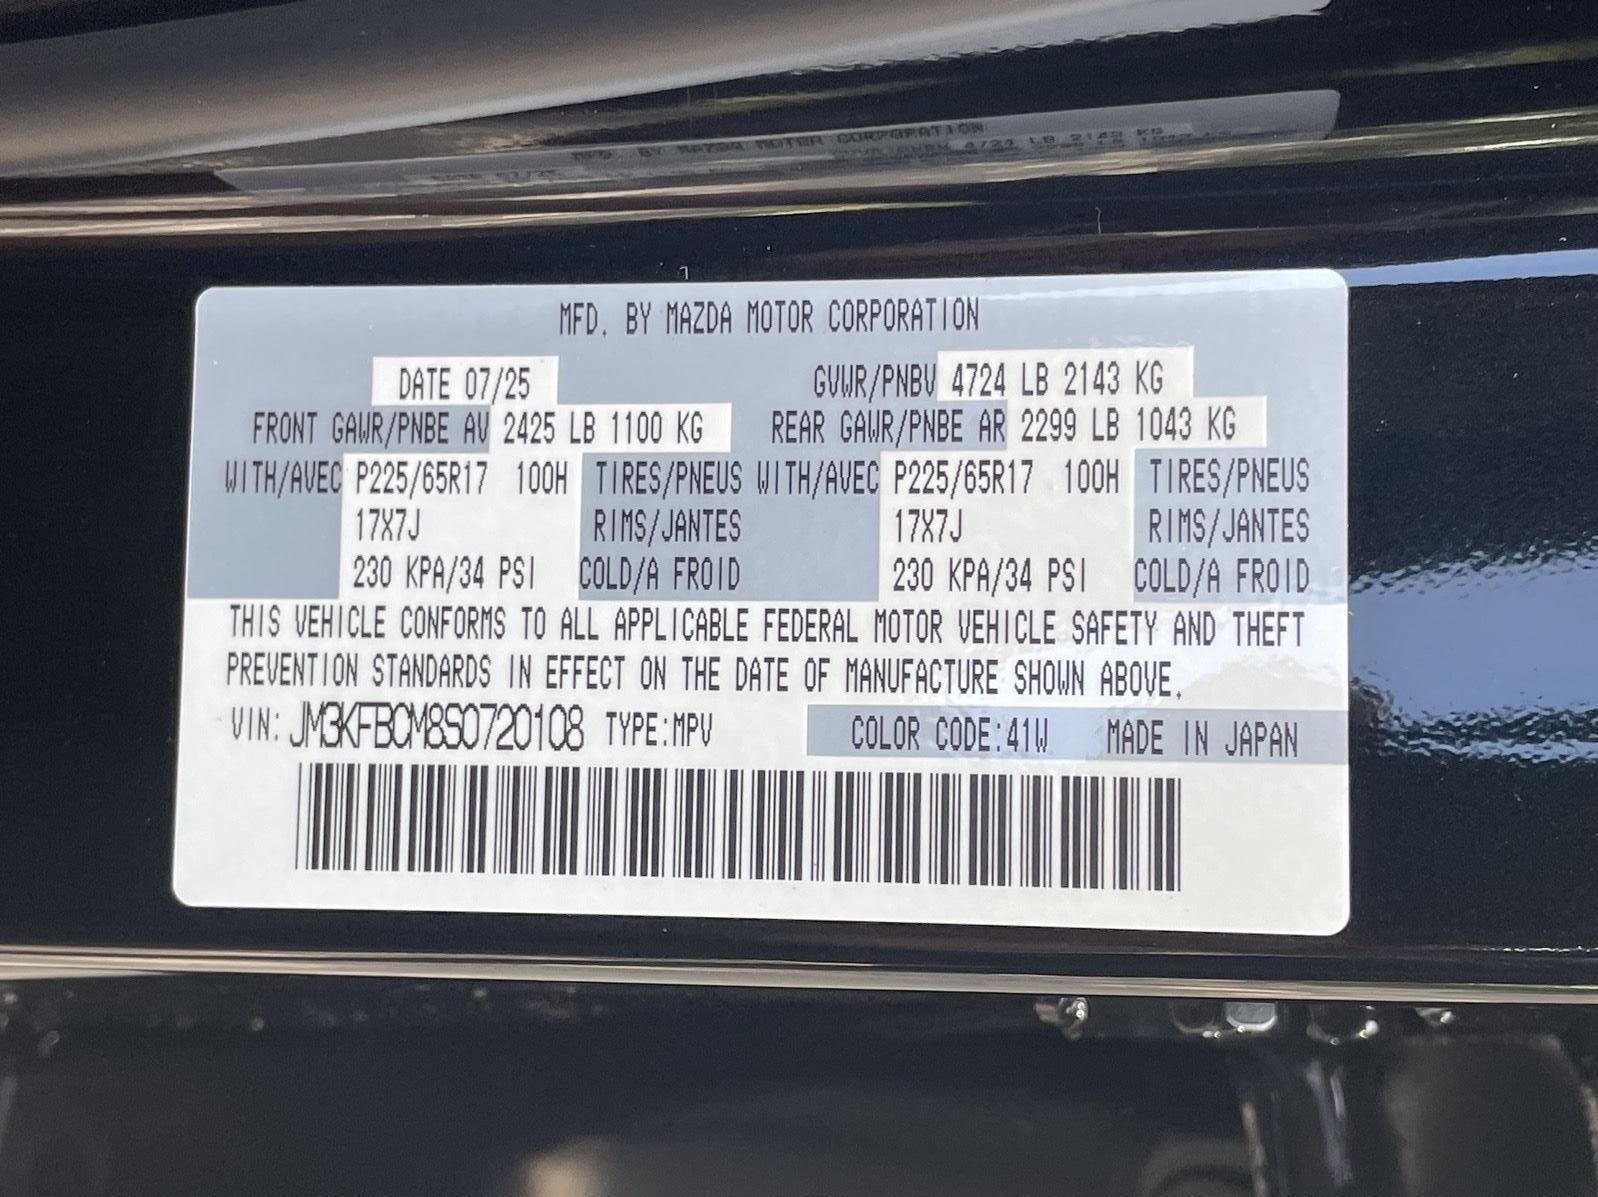 MFD. BY MAZDA MOTOR CORPORATION
DATE 07/25 GVWR/PNBV 4724 LB 2143 KG
FRONT GAWR/PNBE AV 2425 LB 1100 KG REAR GAWR/PNBE AR 2299 LB 1043 KG
WITH/AVEC P225/65R17 100H TIRES/PNEUS WITH/AVEC P225/65R17 100H TIRES/PNEUS
17X7J RIMS/JANTES 17X7J RIMS/JANTES
230 KPA/34 PSI COLD/A FROID 230 KPA/34 PSI COLD/A FROID
THIS VEHICLE CONFORMS TO ALL APPLICABLE FEDERAL MOTOR VEHICLE SAFETY AND THEFT
PREVENTION STANDARDS IN EFFECT ON THE DATE OF MANUFACTURE SHOWN ABOVE.
VIN: JM3KFBCM8S0720108 TYPE:MPV COLOR CODE:41W MADE IN JAPAN